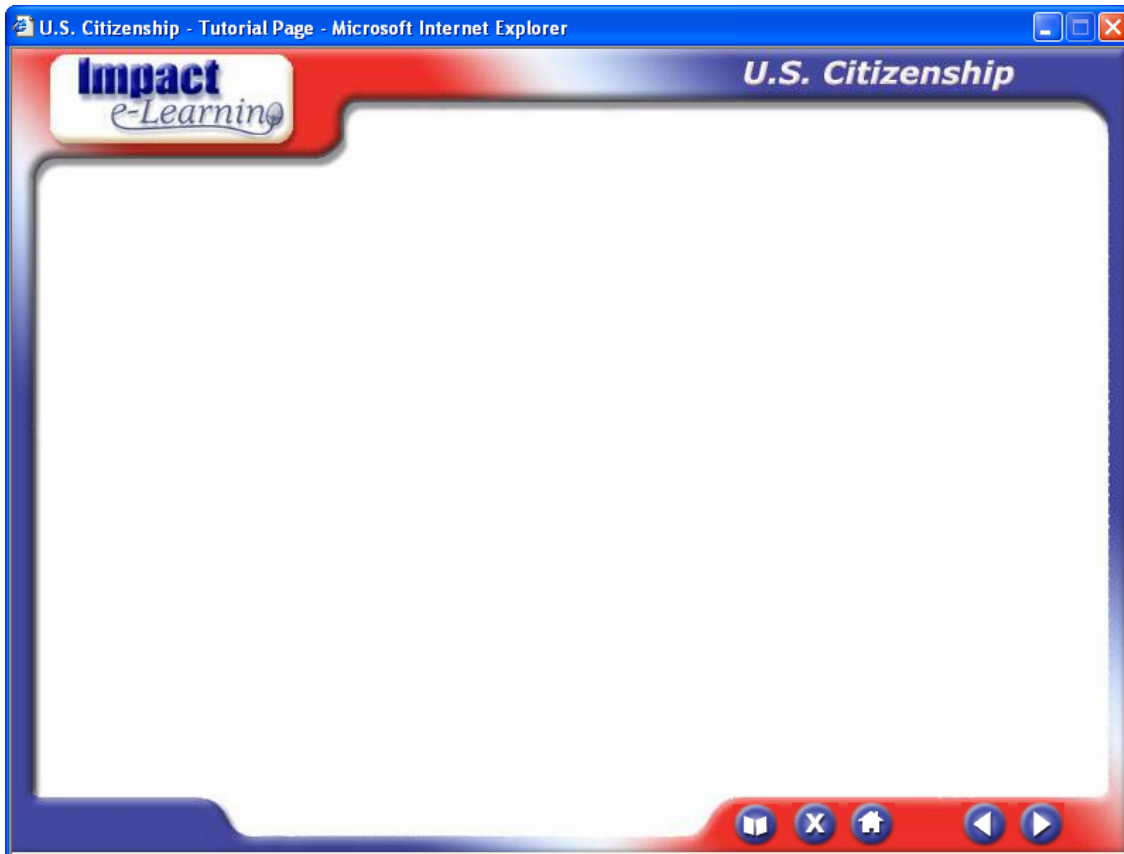 U.S. Citizenship - Tutorial Page - Microsoft Internet Explorer
Impact
e-Learning
U.S. Citizenship
X